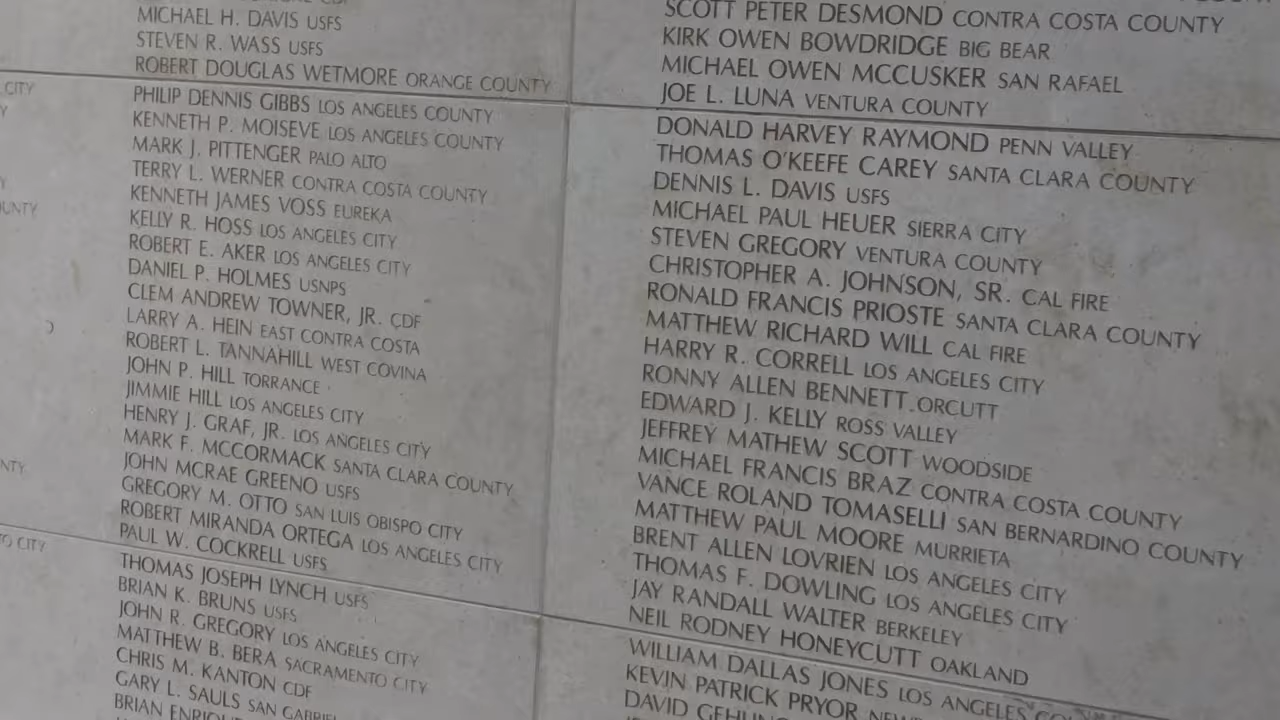 CITY
UNTY
NTY
TO CITY
MICHAEL H. DAVIS USFS
STEVEN R. WASS USFS
ROBERT DOUGLAS WETMORE ORANGE COUNTY
PHILIP DENNIS GIBBS LOS ANGELES COUNTY
KENNETH P. MOISEVE LOS ANGELES COUNTY
MARK J. PITTENGER PALO ALTO
TERRY L. WERNER CONTRA COSTA COUNTY
KENNETH JAMES VOSS EUREKA
KELLY R. HOSS LOS ANGELES CITY
ROBERT E. AKER LOS ANGELES CITY
DANIEL P. HOLMES USNPS
CLEM ANDREW TOWNER, JR. CDF
LARRY A. HEIN EAST CONTRA COSTA
ROBERT L. TANNAHILL WEST COVINA
JOHN P. HILL TORRANCE
JIMMIE HILL LOS ANGELES CITY
HENRY J. GRAF, JR. LOS ANGELES CITY
MARK F. MCCORMACK SANTA CLARA COUNTY
JOHN MCRAE GREENO USFS
GREGORY M. OTTO SAN LUIS OBISPO CITY
ROBERT MIRANDA ORTEGA LOS ANGELES CITY
PAUL W. COCKRELL USFS
THOMAS JOSEPH LYNCH USFS
BRIAN K. BRUNS USFS
JOHN R. GREGORY LOS ANGELES CITY
MATTHEW B. BERA SACRAMENTO CITY
CHRIS M. KANTON CDF
GARY L. SAULS SAN GABRIEL
BRIAN
SCOTT PETER DESMOND CONTRA COSTA COUNTY
KIRK OWEN BOWDRIDGE BIG BEAR
MICHAEL OWEN MCCUSKER SAN RAFAEL
JOE L. LUNA VENTURA COUNTY
DONALD HARVEY RAYMOND PENN VALLEY
THOMAS O'KEEFE CAREY SANTA CLARA COUNTY
DENNIS L. DAVIS USFS
MICHAEL PAUL HEUER SIERRA CITY
STEVEN GREGORY VENTURA COUNTY
CHRISTOPHER A. JOHNSON, SR. CAL FIRE
RONALD FRANCIS PRIOSTE SANTA CLARA COUNTY
MATTHEW RICHARD WILL CAL FIRE
HARRY R. CORRELL LOS ANGELES CITY
RONNY ALLEN BENNETT ORCUTT
EDWARD J. KELLY ROSS VALLEY
JEFFREY MATHEW SCOTT WOODSIDE
MICHAEL FRANCIS BRAZ CONTRA COSTA COUNTY
VANCE ROLAND TOMASELLI SAN BERNARDINO COUNTY
MATTHEW PAUL MOORE MURRIETA
BRENT ALLEN LOVRIEN LOS ANGELES CITY
THOMAS F. DOWLING LOS ANGELES CITY
JAY RANDALL WALTER BERKELEY
NEIL RODNEY HONEYCUTT OAKLAND
WILLIAM DALLAS JONES LOS ANGELES
KEVIN PATRICK PRYOR
DAVID